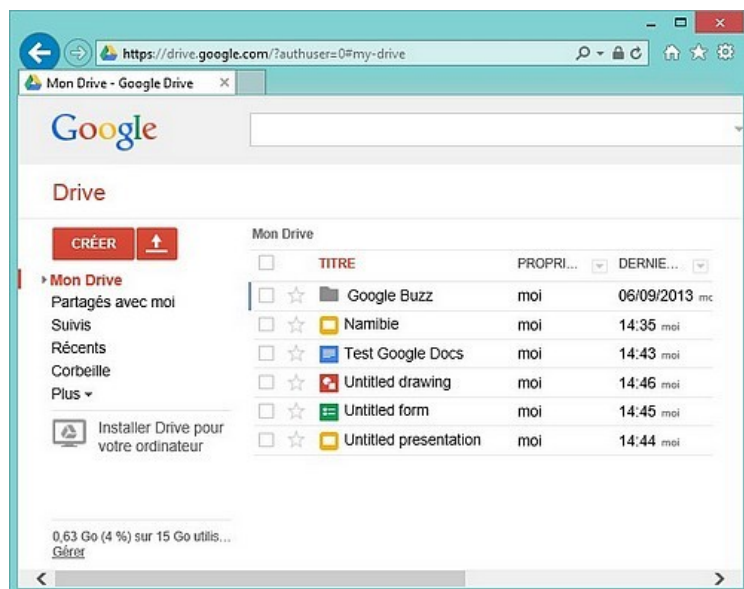 https://drive.google.com/?authuser=0#my-drive
Mon Drive - Google Drive ×
Google
Drive
CRÉER
Mon Drive
Partagés avec moi
Suivis
Récents
Corbeille
Plus
Installer Drive pour
votre ordinateur
0,63 Go (4 %) sur 15 Go utilis...
Gérer
Mon Drive
TITRE PROPRI... DERNIE...
Google Buzz moi 06/09/2013 mc
Namibie moi 14:35 moi
Test Google Docs moi 14:43 moi
Untitled drawing moi 14:46 moi
Untitled form moi 14:45 moi
Untitled presentation moi 14:44 moi